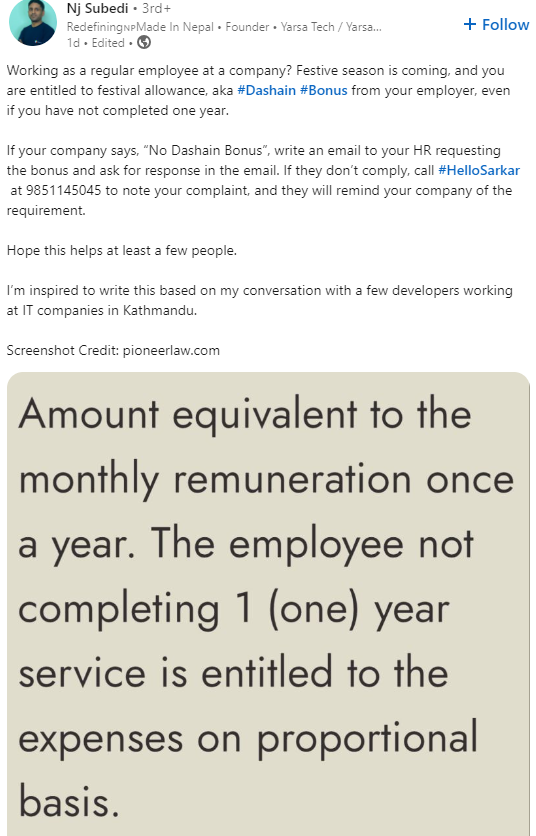 Nj Subedi • 3rd+
RedefiningNPMade In Nepal • Founder • Yarsa Tech / Yarsa...
+ Follow
1d • Edited •
Working as a regular employee at a company? Festive season is coming, and you
are entitled to festival allowance, aka #Dashain #Bonus from your employer, even
if you have not completed one year.
If your company says, “No Dashain Bonus”, write an email to your HR requesting
the bonus and ask for response in the email. If they don’t comply, call #HelloSarkar
at 9851145045 to note your complaint, and they will remind your company of the
requirement.
Hope this helps at least a few people.
I’m inspired to write this based on my conversation with a few developers working
at IT companies in Kathmandu.
Screenshot Credit: pioneerlaw.com
Amount equivalent to the
monthly remuneration once
a year. The employee not
completing 1 (one) year
service is entitled to the
expenses on proportional
basis.